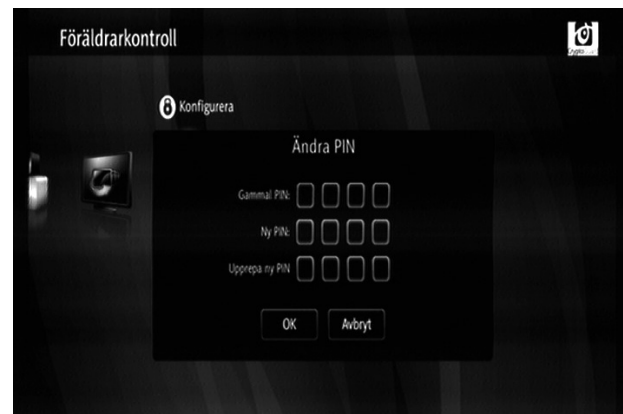 Föräldrarkontroll
8 Konfigurera
Ändra PIN
Gammal PIN:
Ny PIN:
Upprepa ny PIN
OK Avbryt